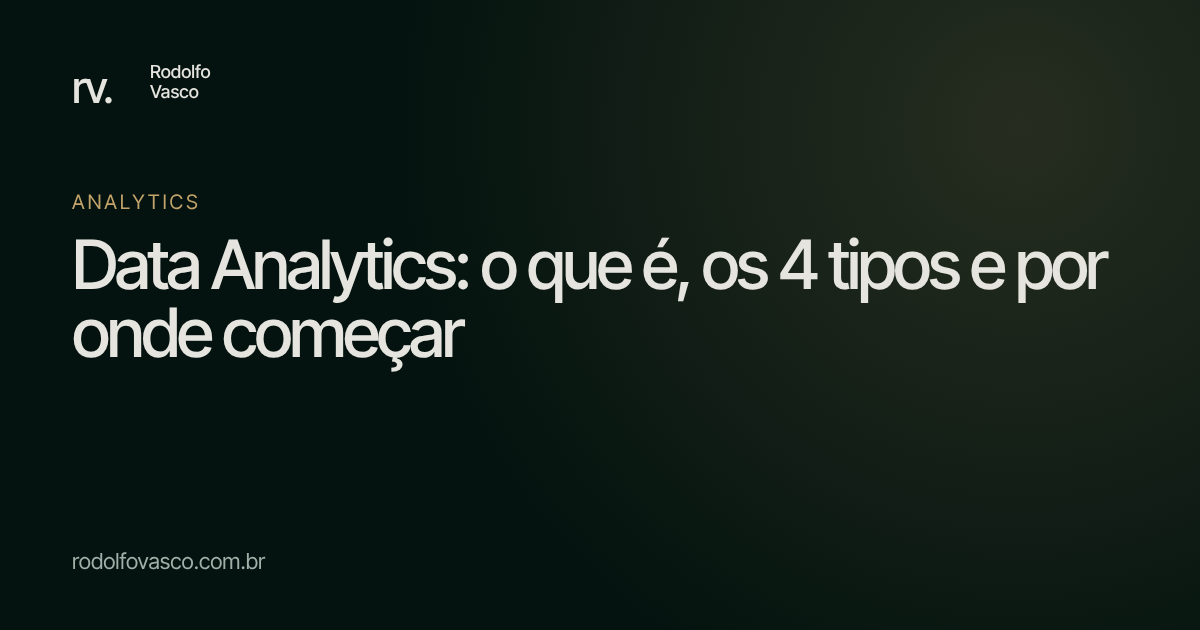 rv.
Rodolfo
Vasco
ANALYTICS
Data Analytics: o que é, os 4 tipos e por
onde começar
rodolfovasco.com.br